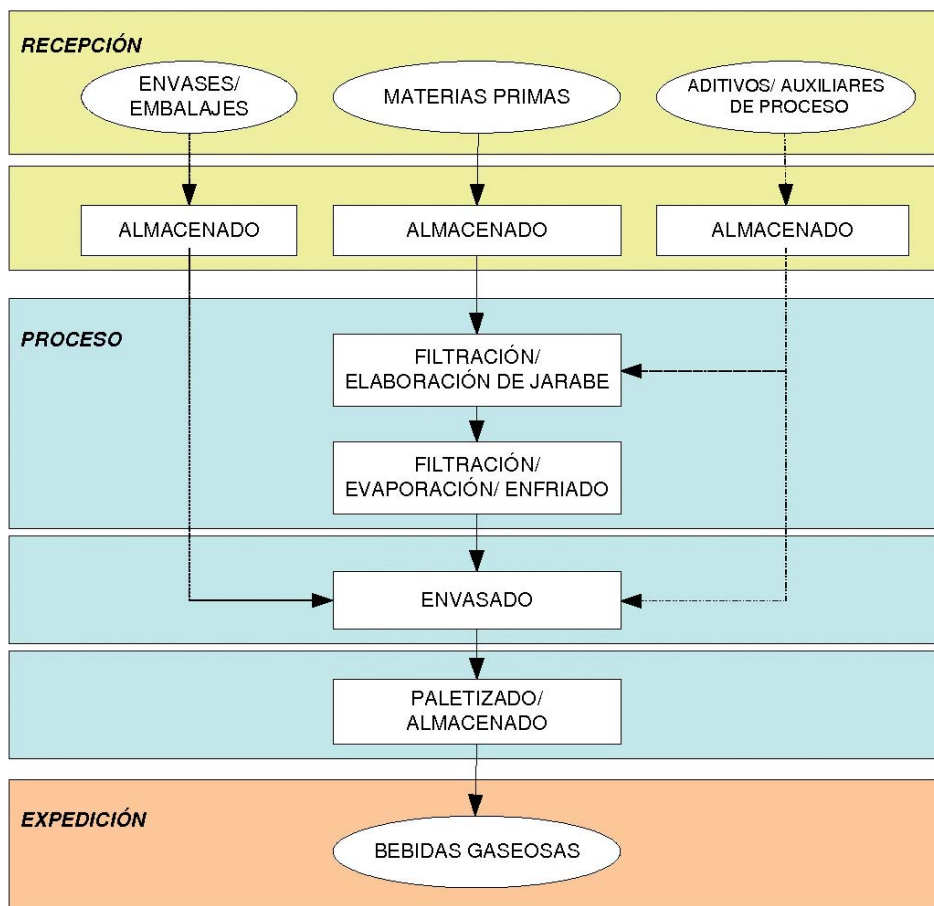 RECEPCIÓN
ENVASES/
EMBALAJES
MATERIAS PRIMAS
ADITIVOS/ AUXILIARES
DE PROCESO
ALMACENADO
ALMACENADO
ALMACENADO
PROCESO
FILTRACIÓN/
ELABORACIÓN DE JARABE
FILTRACIÓN/
EVAPORACIÓN/ ENFRIADO
ENVASADO
PALETIZADO/
ALMACENADO
EXPEDICIÓN
BEBIDAS GASEOSAS